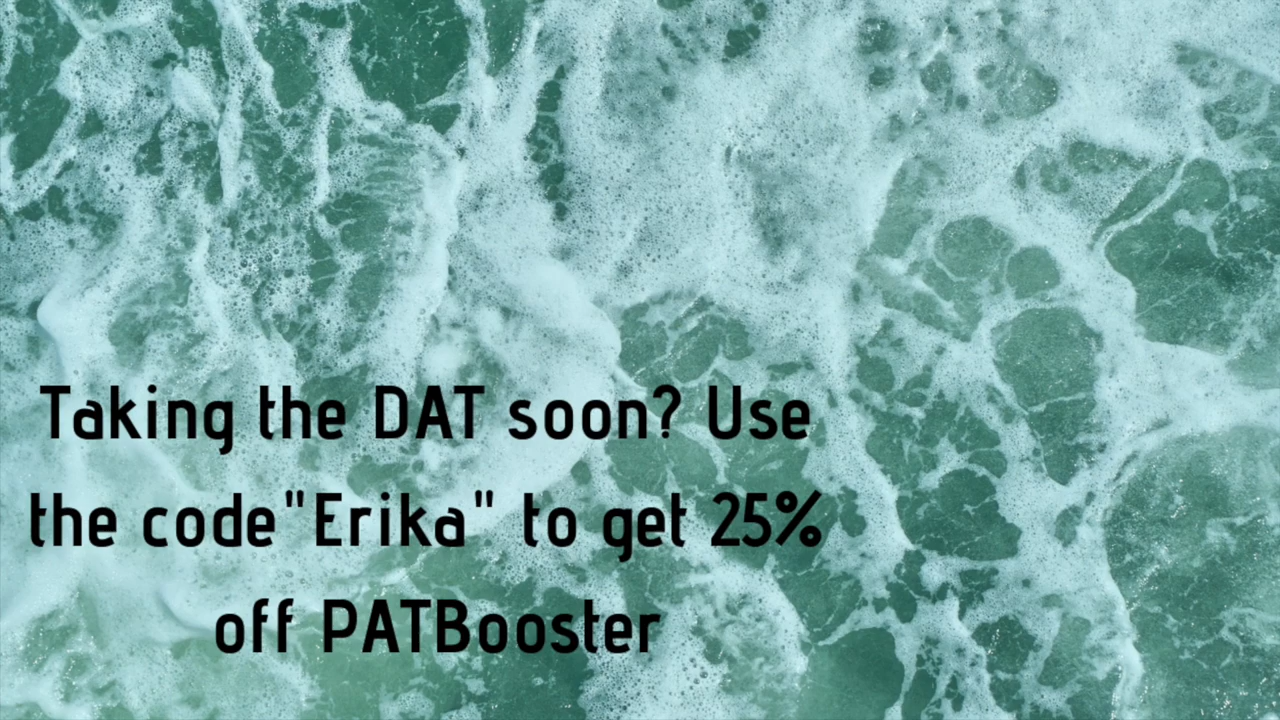 Taking the DAT soon? Use
the code"Erika" to get 25%
off PATBooster